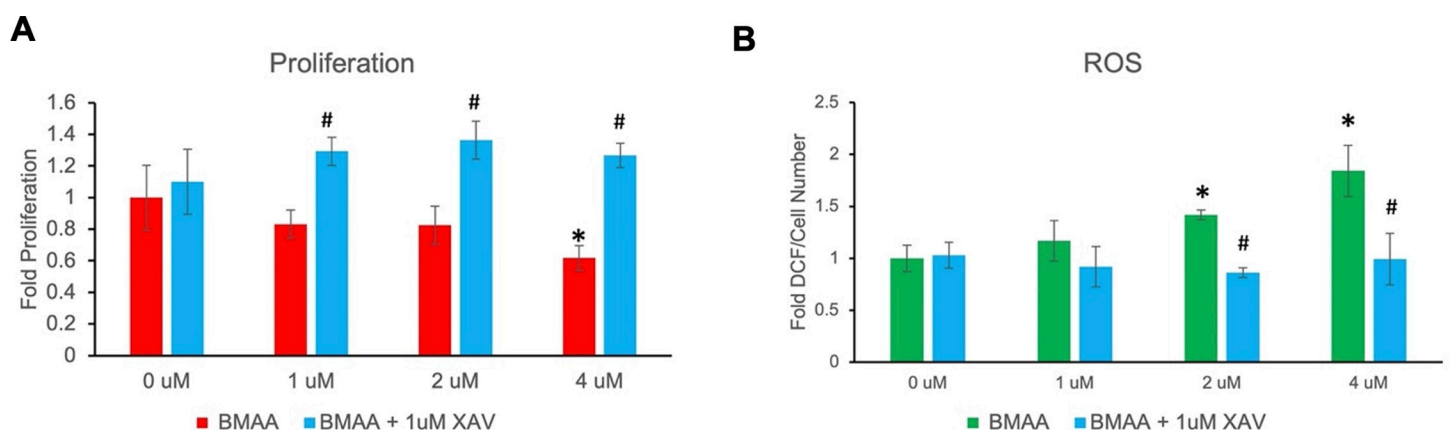 A
Proliferation
Fold Proliferation
1.6
1.4
1.2
1
0.8
0.6
0.4
0.2
0
#
#
#
*
0 uM
1 uM
2 uM
4 uM
BMAA
BMAA + 1uM XAV
B
ROS
Fold DCF/Cell Number
2.5
2
1.5
1
0.5
0
*
#
*
#
0 uM
1 uM
2 uM
4 uM
BMAA
BMAA + 1uM XAV